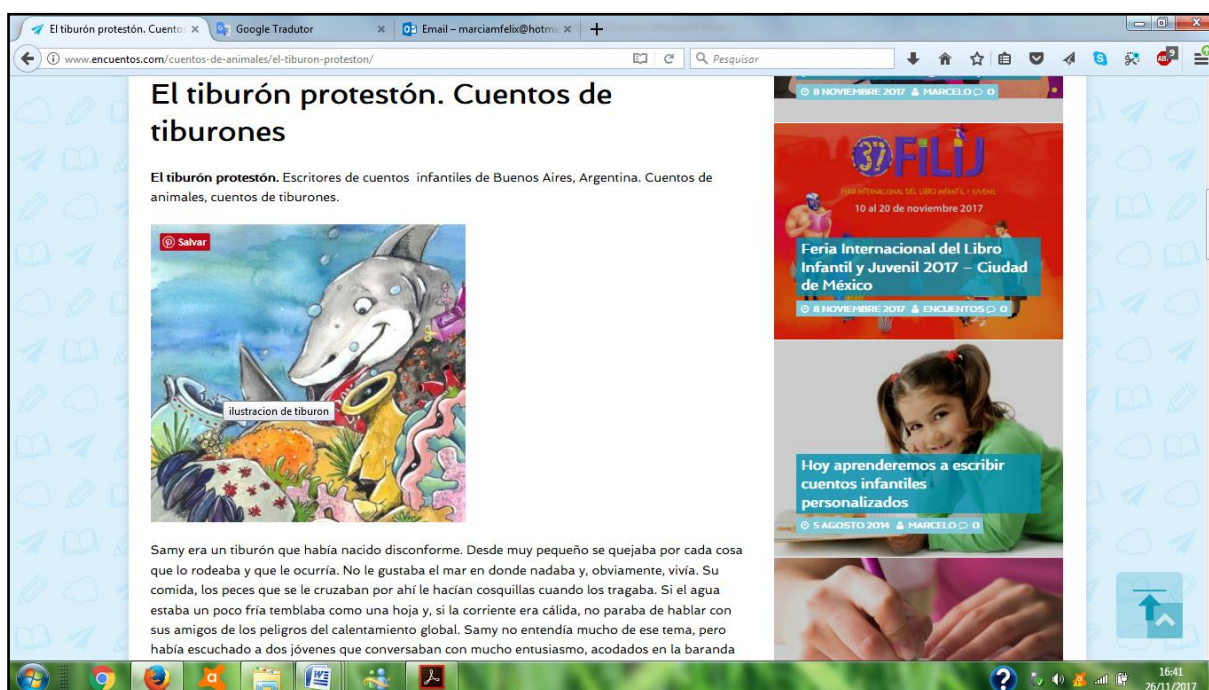 El tiburón protestón. Cuento
Google Tradutor
Email – marciamfelix@hotm
www.encuentos.com/cuentos-de-animales/el-tiburon-proteston/
Pesquisar
El tiburón protestón. Cuentos de
tiburones
El tiburón protestón. Escritores de cuentos infantiles de Buenos Aires, Argentina. Cuentos de
animales, cuentos de tiburones.
Salvar
ilustracion de tiburon
Samy era un tiburón que había nacido disconforme. Desde muy pequeño se quejaba por cada cosa
que lo rodeaba y que le ocurría. No le gustaba el mar en donde nadaba y, obviamente, vivía. Su
comida, los peces que se le cruzaban por ahí le hacían cosquillas cuando los tragaba. Si el agua
estaba un poco fría temblaba como una hoja y, si la corriente era cálida, no paraba de hablar con
sus amigos de los peligros del calentamiento global. Samy no entendía mucho de ese tema, pero
había escuchado a dos jóvenes que conversaban con mucho entusiasmo, acodados en la baranda
8 NOVIEMBRE 2017 MARCELO 0
37 FILIJ
FERIA INTERNACIONAL DEL LIBRO INFANTIL Y JUVENIL
10 al 20 de noviembre 2017
Feria Internacional del Libro
Infantil y Juvenil 2017 – Ciudad
de México
8 NOVIEMBRE 2017 ENCUENTOS 0
Hoy aprenderemos a escribir
cuentos infantiles
personalizados
5 AGOSTO 2014 MARCELO 0
16:41
26/11/2017